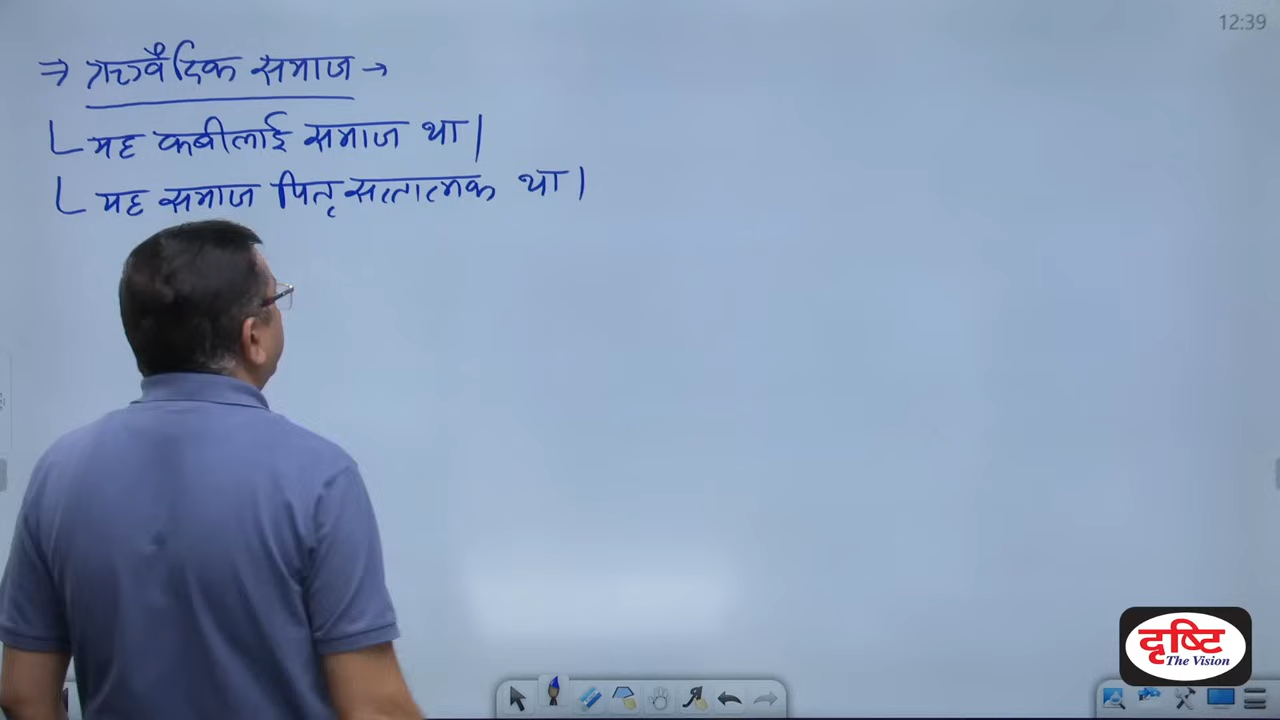 12:39
⇒ ऋग्वैदिक समाज →
└ यह कबीलाई समाज था|
└ यह समाज पितृसत्तात्मक था|
दृष्टि
The Vision